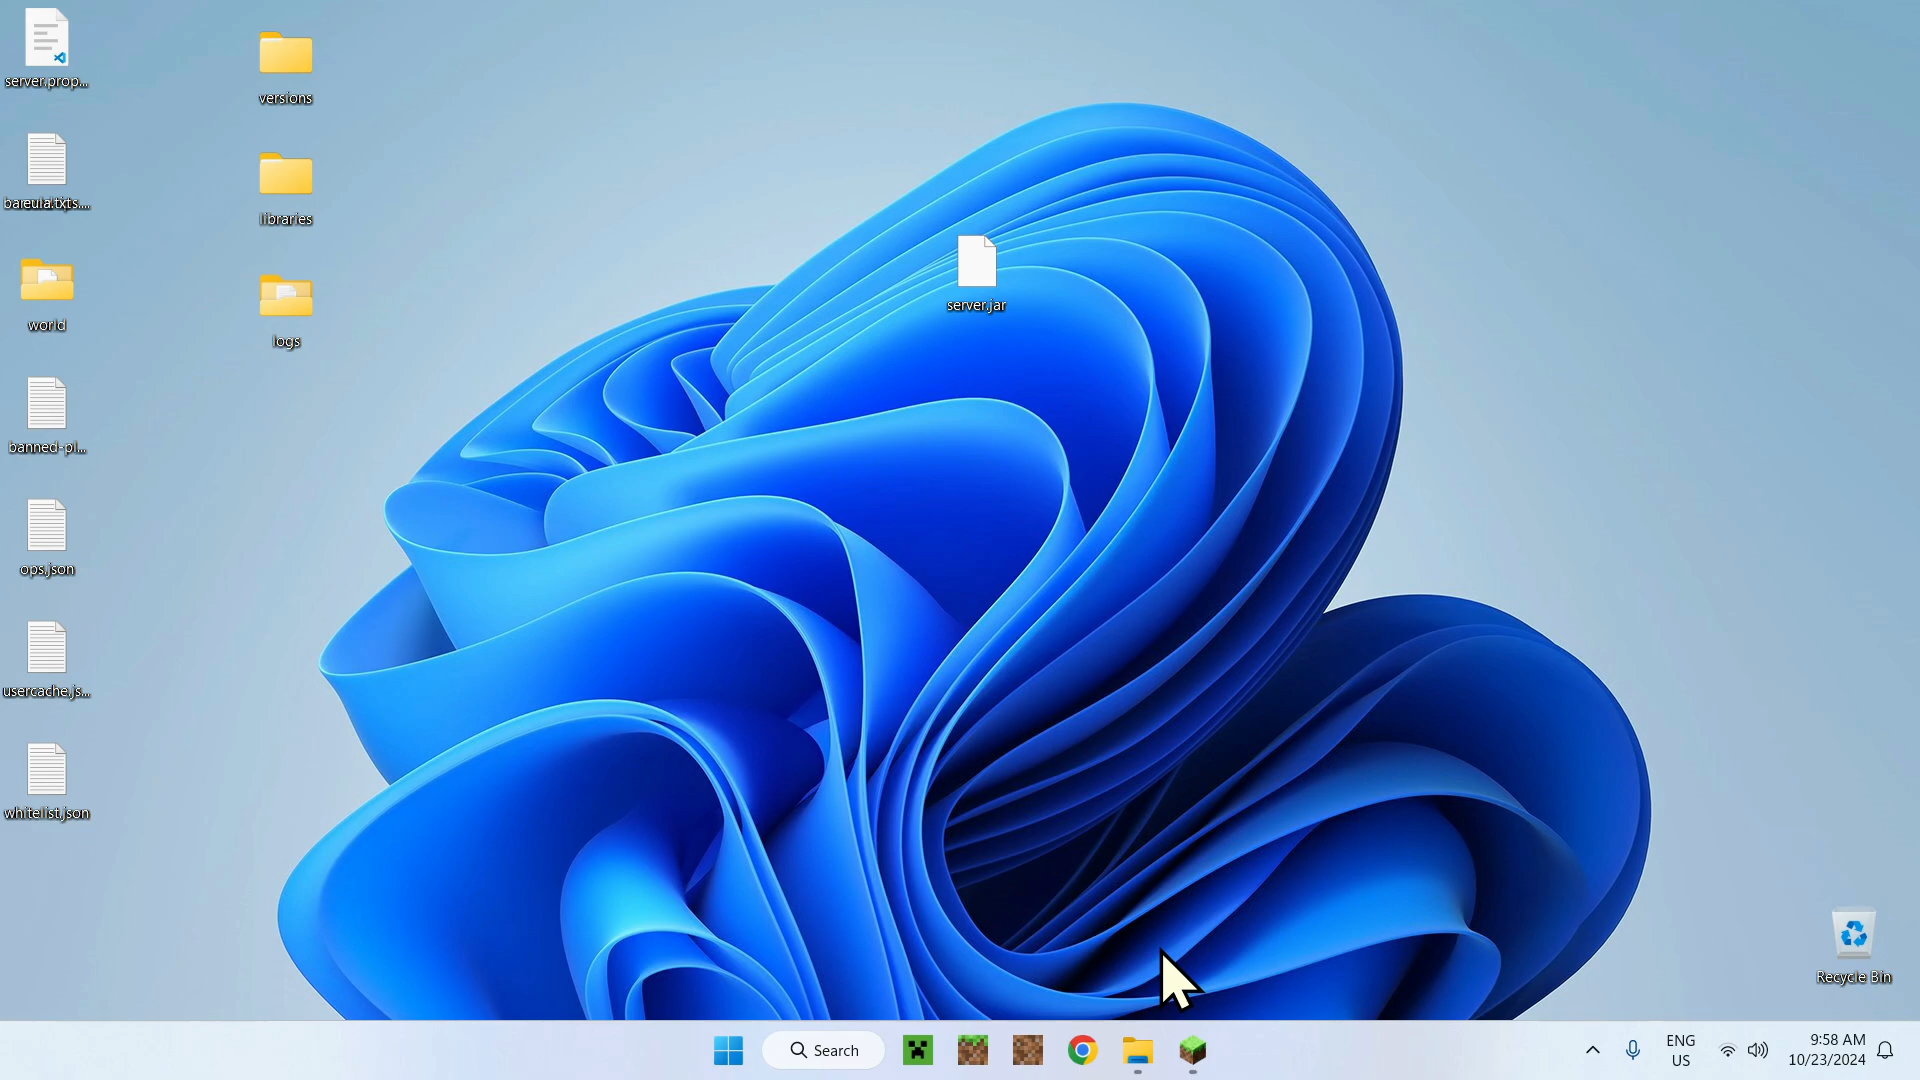 server.prop...
versions
libraries
world
logs
server.jar
banned-pl...
ops.json
usercache.js...
whitelist.json
Recycle Bin
Search
ENG
US
9:58 AM
10/23/2024